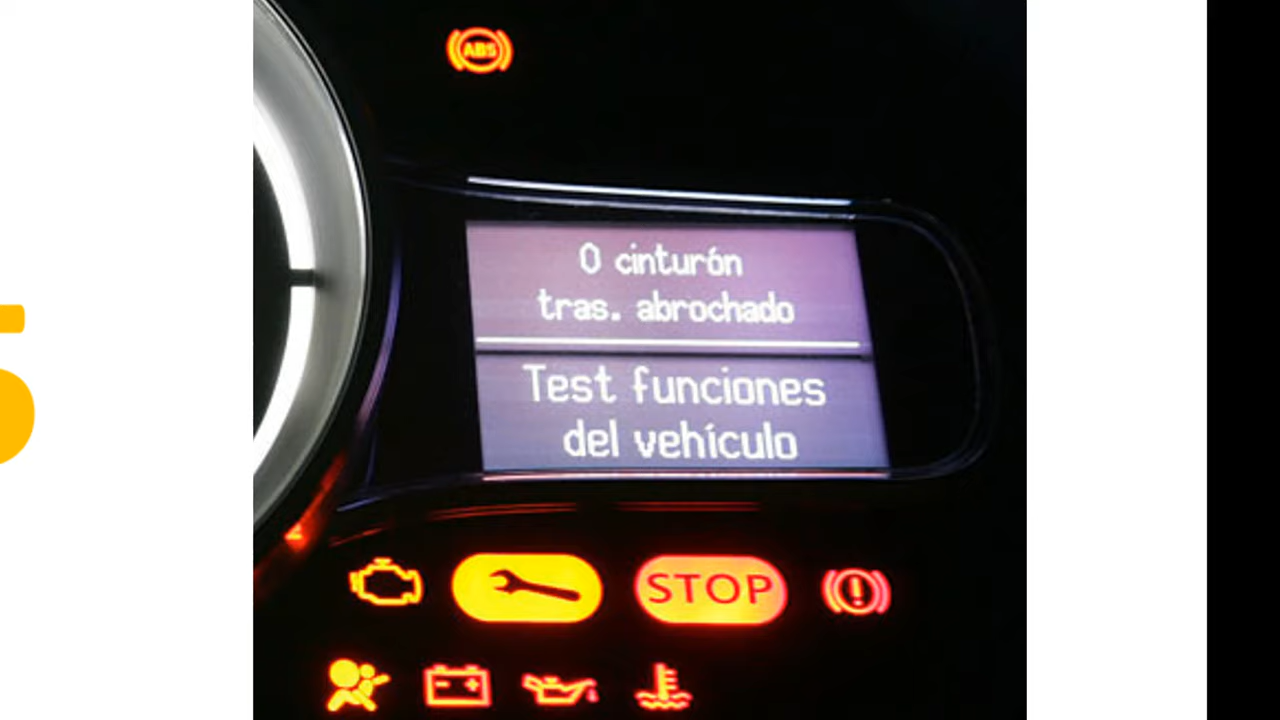 ABS
0 cinturón
tras. abrochado
Test funciones
del vehículo
STOP